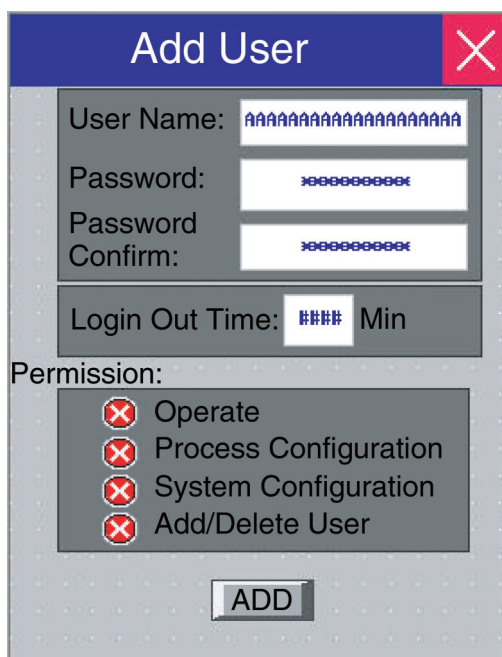 Add User
User Name: AAAAAAAAAAAAAAAAAAAA
Password: **********
Password
Confirm: **********
Login Out Time: #### Min
Permission:
Operate
Process Configuration
System Configuration
Add/Delete User
ADD